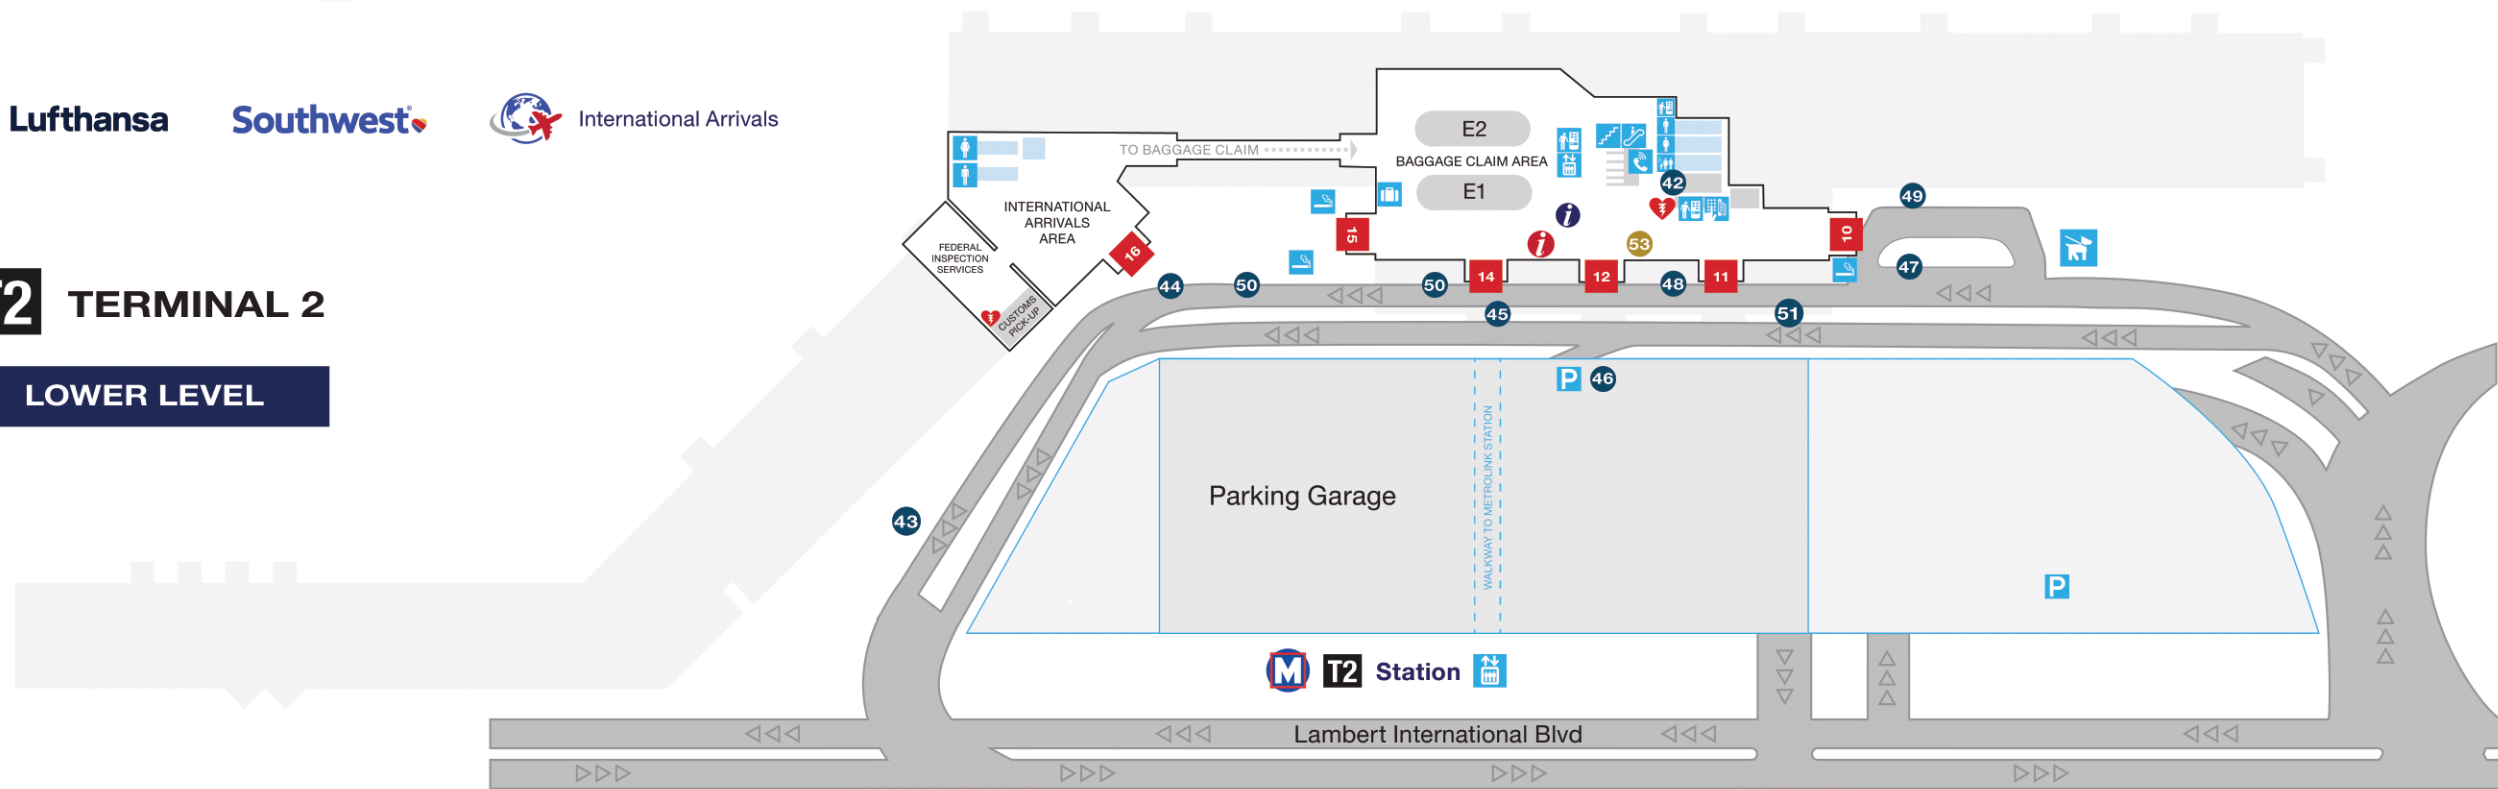 Lufthansa
Southwest®
International Arrivals
T2 TERMINAL 2
LOWER LEVEL
TO BAGGAGE CLAIM
E2
BAGGAGE CLAIM AREA
E1
INTERNATIONAL
ARRIVALS
AREA
FEDERAL
INSPECTION
SERVICES
CUSTOMS
PICK-UP
16
15
14
12
11
10
i
i
53
42
49
47
44
50
50
48
45
51
43
P
46
Parking Garage
WALKWAY TO METROLINK STATION
P
M
T2
Station
Lambert International Blvd